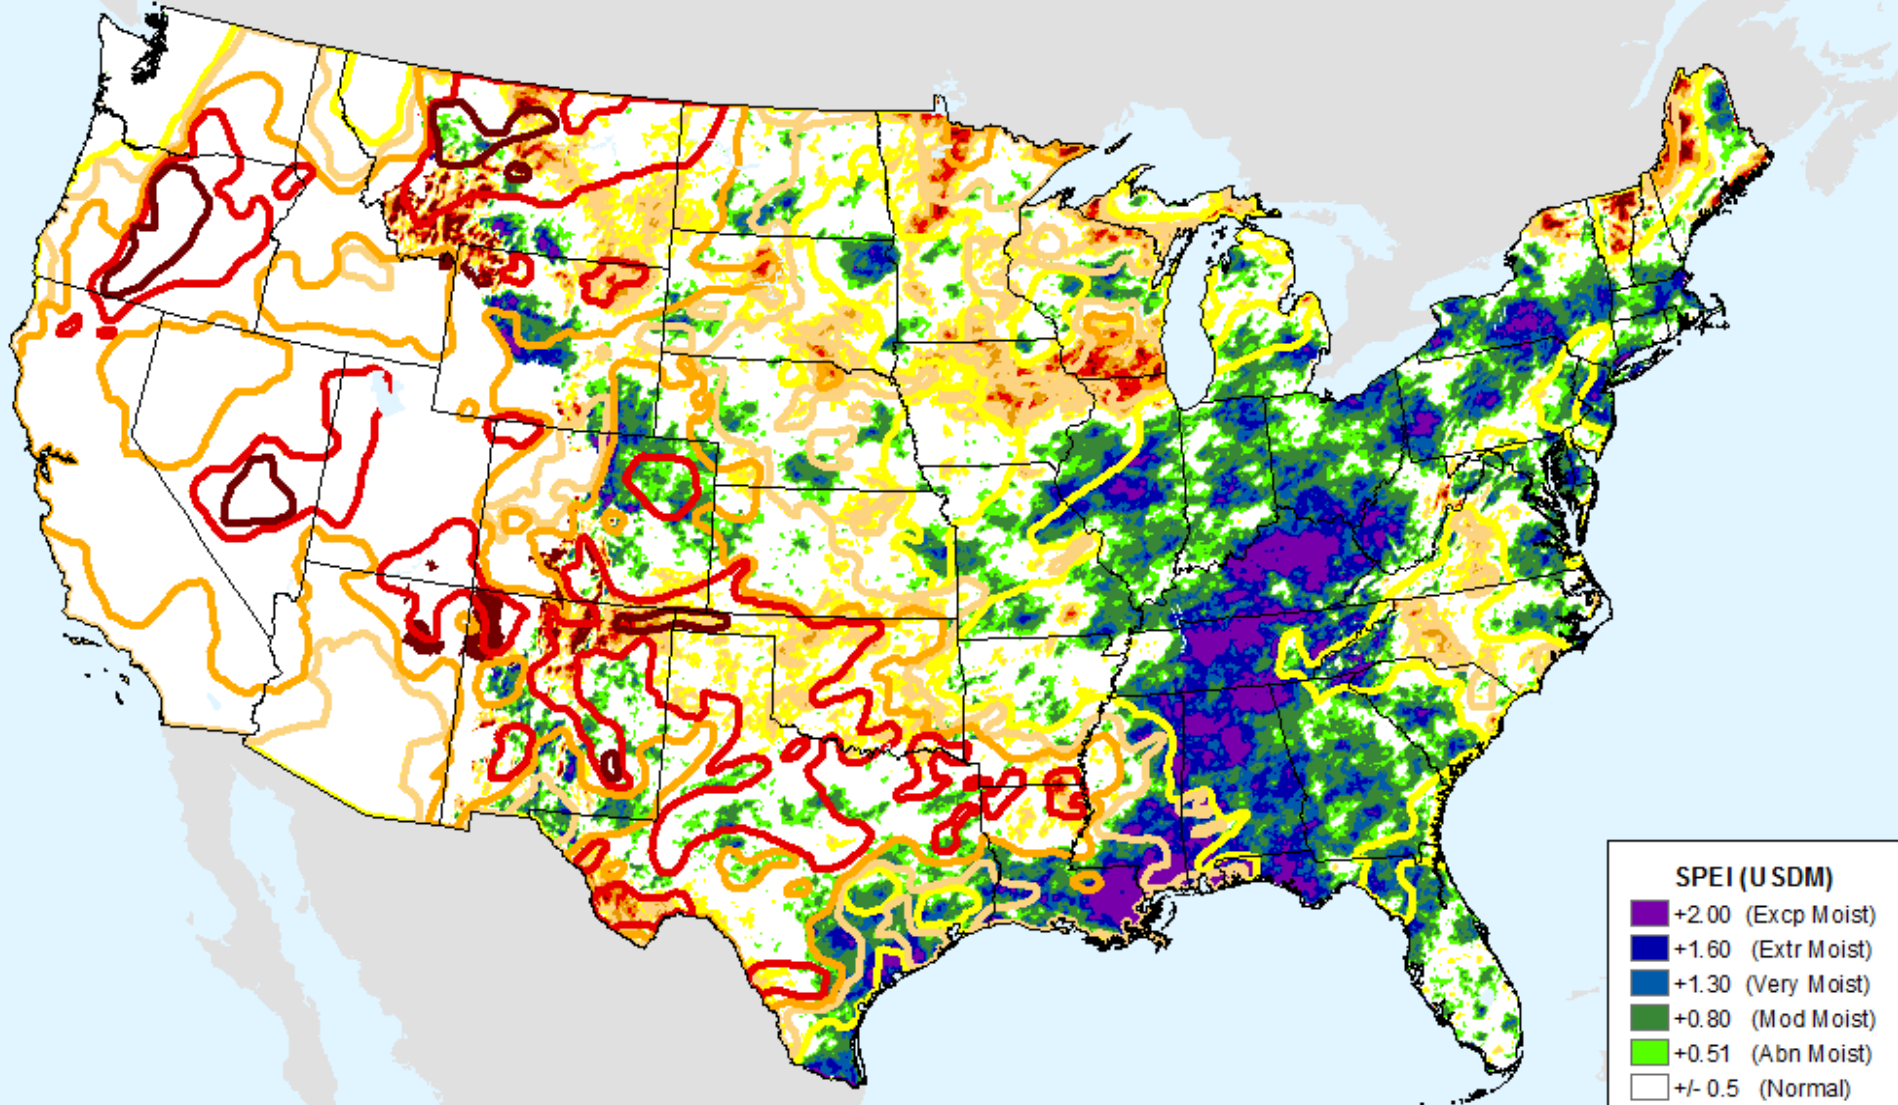 SPEI (USDM)
+2.00 (Excp Moist)
+1.60 (Extr Moist)
+1.30 (Very Moist)
+0.80 (Mod Moist)
+0.51 (Abn Moist)
+/- 0.5 (Normal)